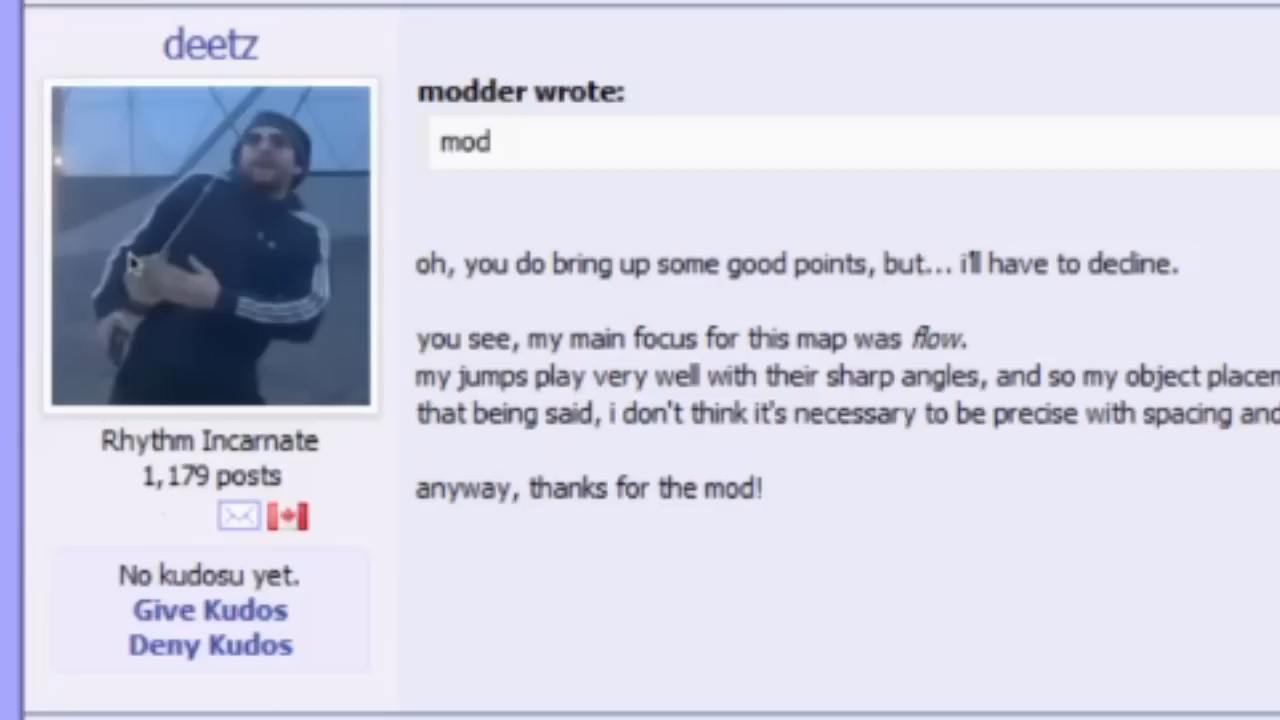 deetz
modder wrote:
mod
oh, you do bring up some good points, but... i'll have to decline.
you see, my main focus for this map was flow.
my jumps play very well with their sharp angles, and so my object placem
that being said, i don't think it's necessary to be precise with spacing and
anyway, thanks for the mod!
Rhythm Incarnate
1,179 posts
No kudosu yet.
Give Kudos
Deny Kudos